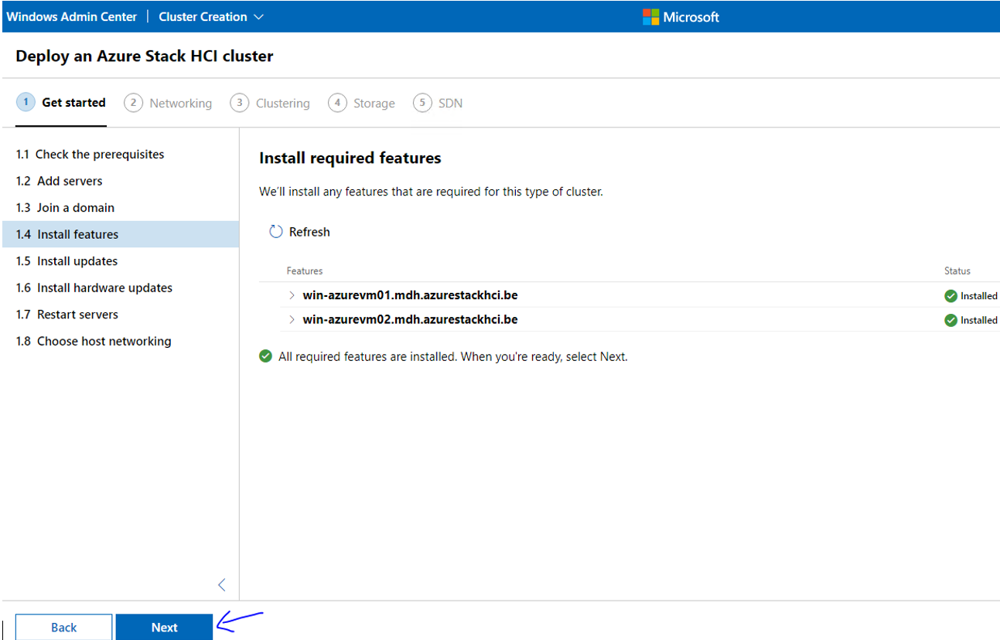 Windows Admin Center | Cluster Creation Microsoft
Deploy an Azure Stack HCI cluster
1 Get started 2 Networking 3 Clustering 4 Storage 5 SDN
1.1 Check the prerequisites
1.2 Add servers
1.3 Join a domain
1.4 Install features
1.5 Install updates
1.6 Install hardware updates
1.7 Restart servers
1.8 Choose host networking
Install required features
We'll install any features that are required for this type of cluster.
Refresh
Features Status
win-azurevm01.mdh.azurestackhci.be Installed
win-azurevm02.mdh.azurestackhci.be Installed
All required features are installed. When you're ready, select Next.
Back Next